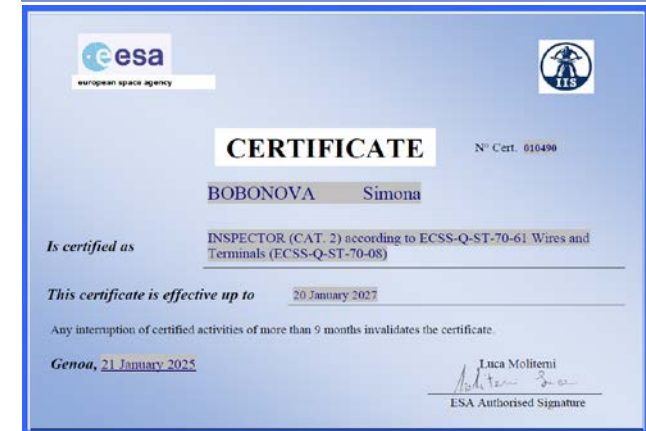 esa
european space agency
IIS
CERTIFICATE
N° Cert. 010490
BOBONOVA Simona
Is certified as
INSPECTOR (CAT. 2) according to ECSS-Q-ST-70-61 Wires and
Terminals (ECSS-Q-ST-70-08)
This certificate is effective up to 20 January 2027
Any interruption of certified activities of more than 9 months invalidates the certificate.
Genoa, 21 January 2025
Luca Moliterni
ESA Authorised Signature